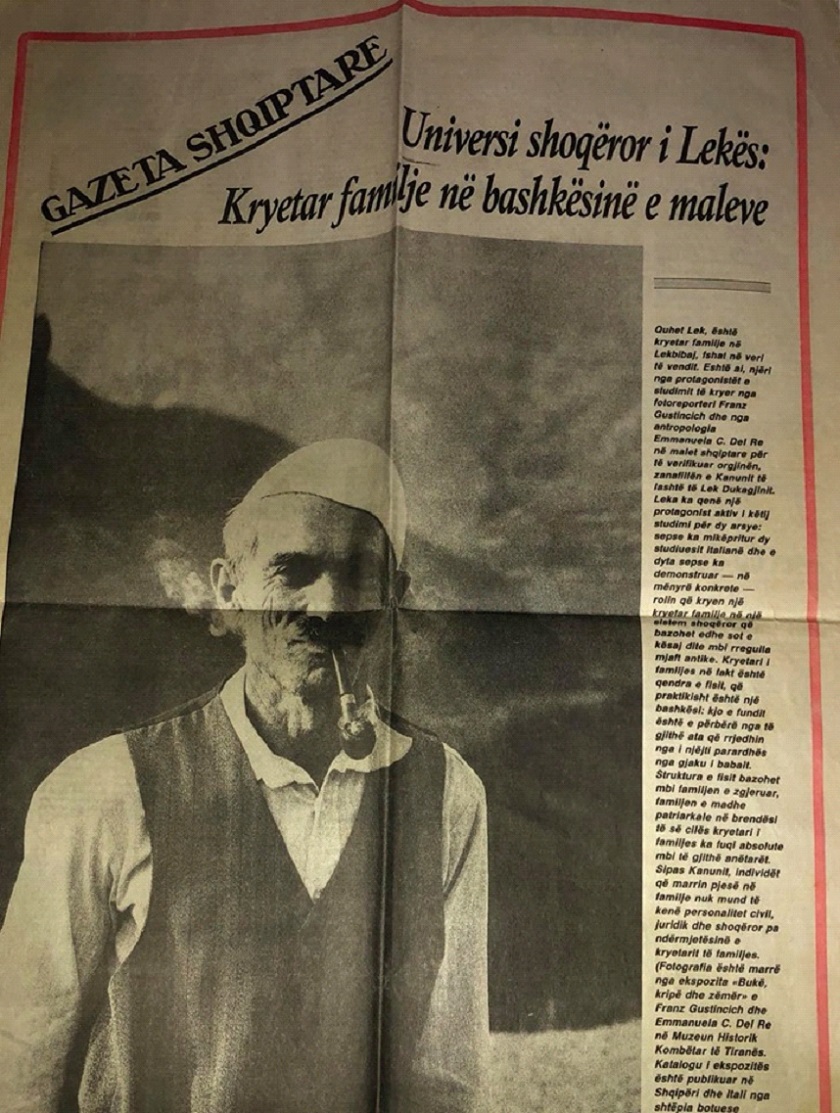 GAZETA SHQIPTARE
Universi shoqëror i Lekës:
Kryetar familje në bashkësinë e maleve
Quhet Lek, është
kryetar familje në
Lekbibaj, fshat në veri
të vendit. Eshtë ai, njëri
nga protagonistët e
studimit të kryer nga
fotoreporteri Franz
Gustincich dhe nga
antropologia
Emmanuela C. Del Re
në malet shqiptare për
të verifikuar orgjinën,
zanafillën e Kanunit të
lashtë të Lek Dukagjinit.
Leka ka qenë një
protagonist aktiv i këtij
studimi për dy arsye:
sepse ka mikëpritur dy
studiuesit italianë dhe e
dyta sepse ka
demonstruar — në
mënyrë konkrete —
rolin që kryen një
kryetar familje në një
sistem shoqëror që
bazohet edhe sot e
kësaj dite mbi rregulla
mjaft antike. Kryetari i
familjes në fakt është
qendra e fisit, që
praktikisht është një
bashkësi; kjo e fundit
është e përbërë nga të
gjithë ata që rrjedhin
nga i njëjti parardhës
nga gjaku i babait.
Struktura e fisit bazohet
mbi familjen e zgjeruar,
familjen e madhe
patriarkale në brendësi
të së cilës kryetari i
familjes ka fuqi absolute
mbi të gjithë anëtarët.
Sipas Kanunit, individët
që marrin pjesë në
familje nuk mund të
kenë personalitet civil,
juridik dhe shoqëror pa
ndërmjetësinë e
kryetarit të familjes.
(Fotografia është marrë
nga ekspozita «Bukë,
kripë dhe zëmër» e
Franz Gustincich dhe
Emmanuela C. Del Re
në Muzeun Historik
Kombëtar të Tiranës.
Katalogu i ekspozitës
është publikuar në
Shqipëri dhe Itali nga
shtëpia botuese